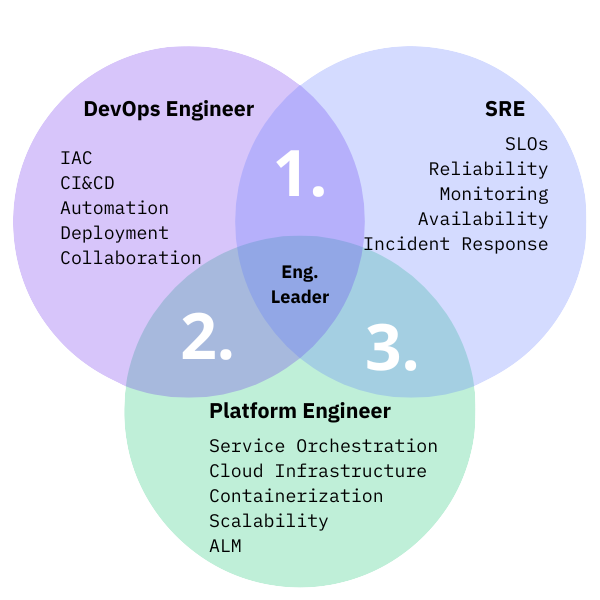 DevOps Engineer
IAC
CI&CD
Automation
Deployment
Collaboration
SRE
SLOs
Reliability
Monitoring
Availability
Incident Response
1.
Eng.
Leader
2.
3.
Platform Engineer
Service Orchestration
Cloud Infrastructure
Containerization
Scalability
ALM